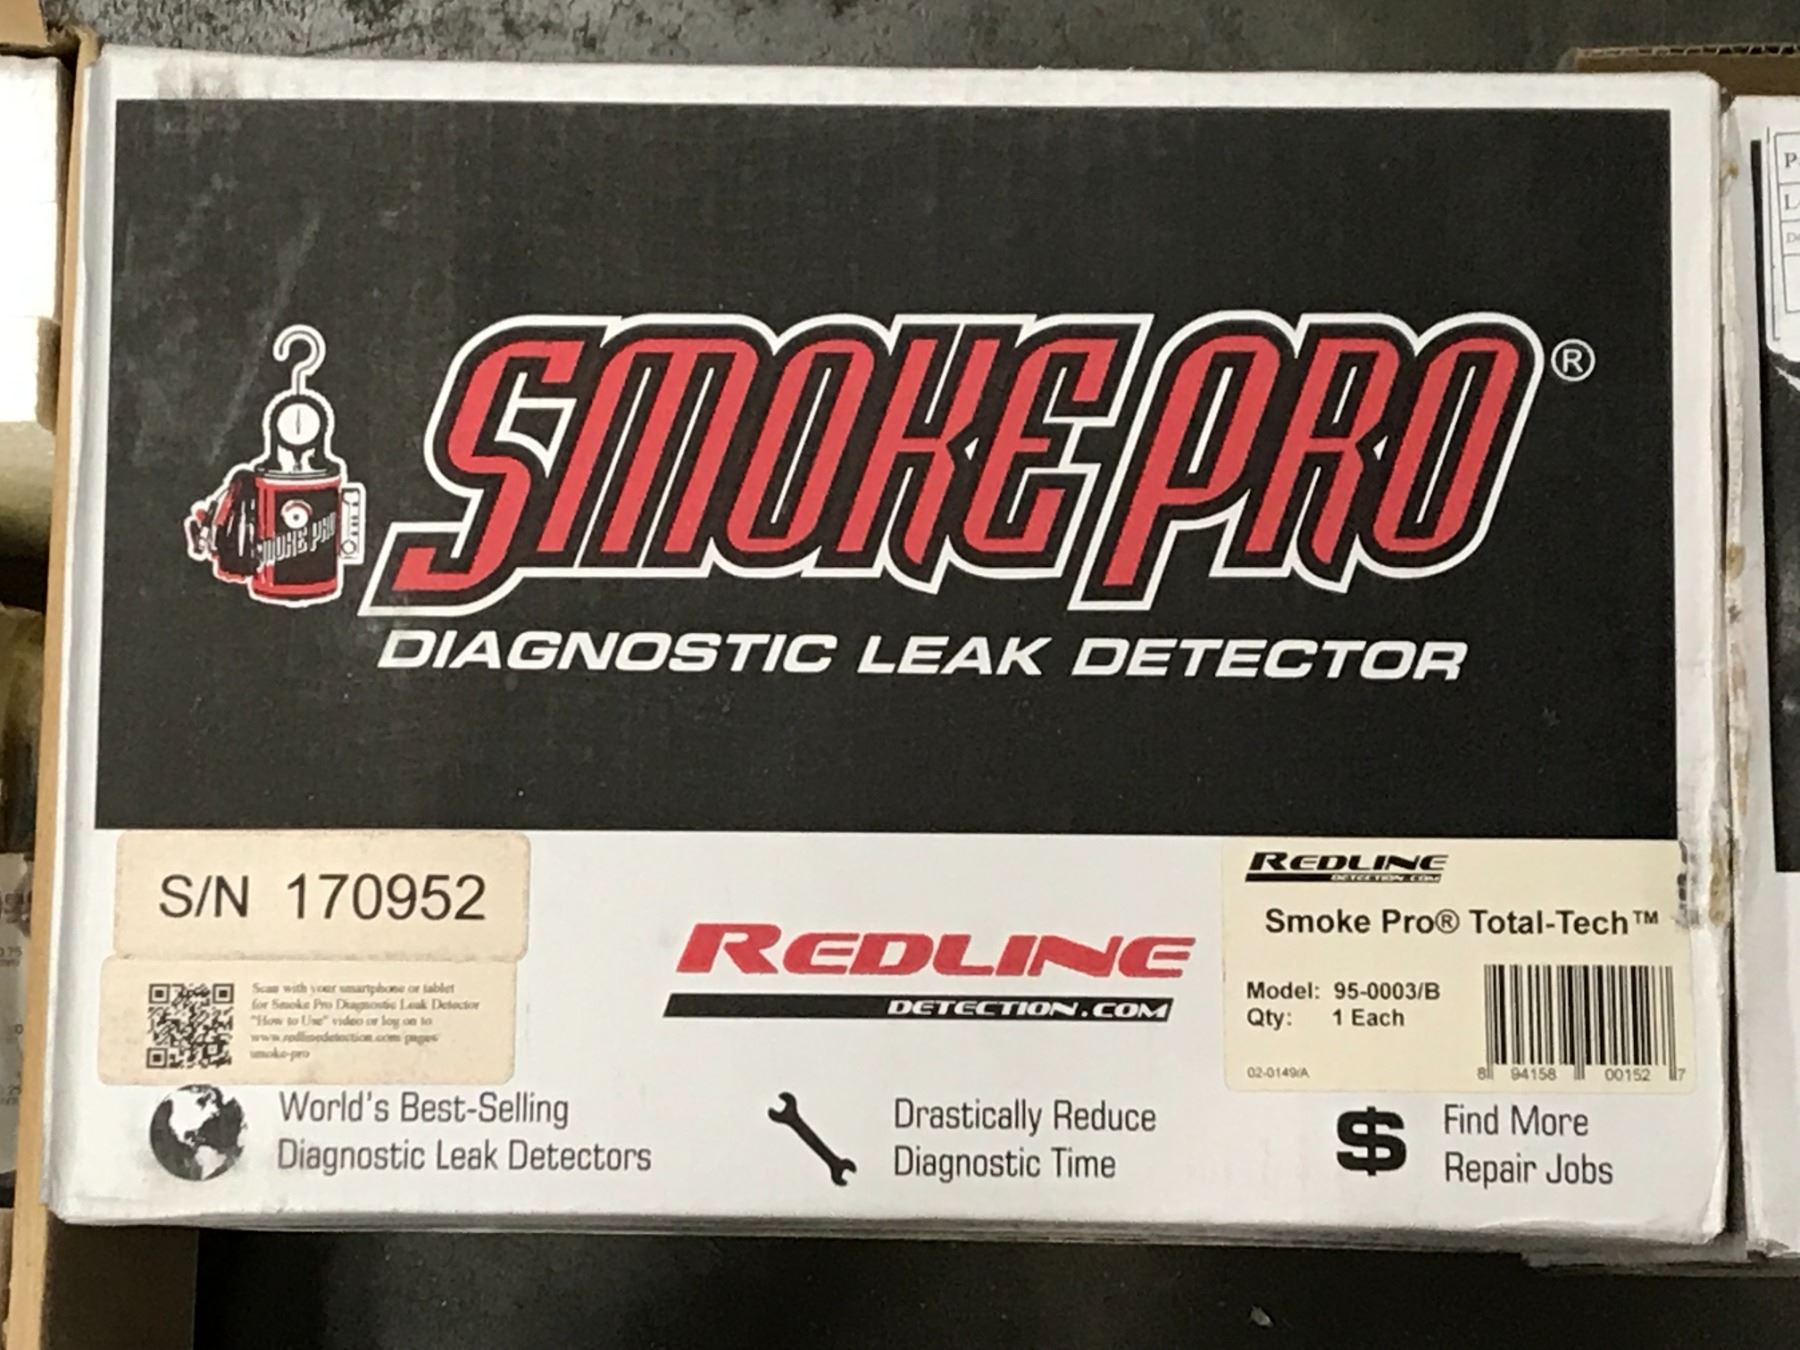 SMOKE PRO®
SMOKE PRO
DIAGNOSTIC LEAK DETECTOR
S/N 170952
Scan with your smartphone or tablet
for Smoke Pro Diagnostic Leak Detector
"How to Use" video or log on to
www.redlinedetection.com/pages/
smoke-pro
REDLINE
DETECTION.COM
REDLINE
DETECTION.COM
Smoke Pro® Total-Tech™
Model: 95-0003/B
Qty: 1 Each
02-0149/A
8 94158 00152 7
World's Best-Selling
Diagnostic Leak Detectors
Drastically Reduce
Diagnostic Time
$ Find More
Repair Jobs